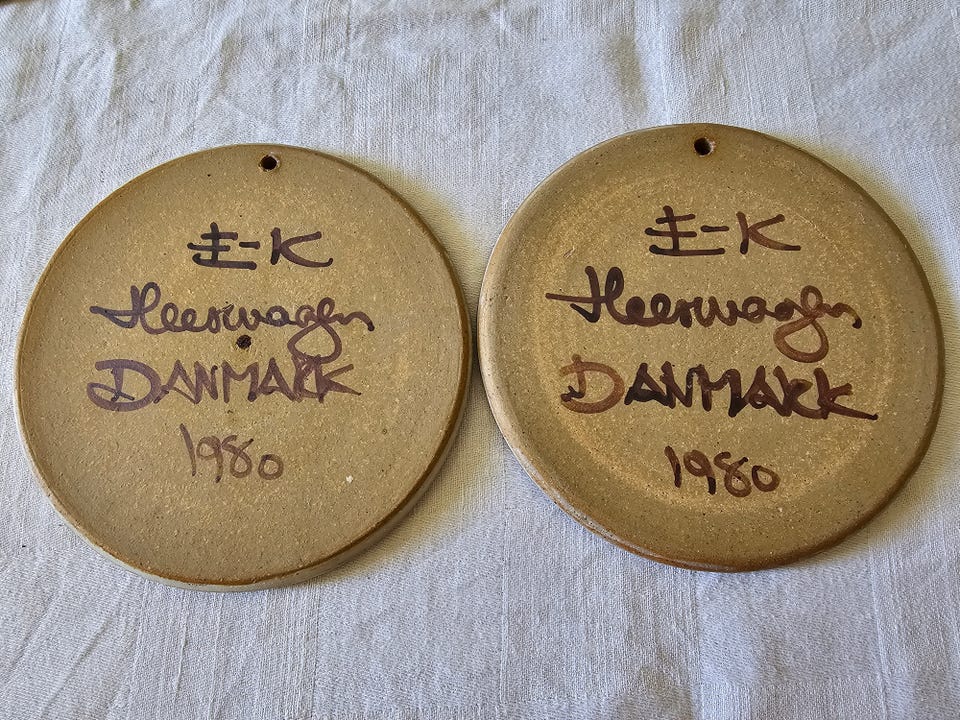 E-K
Heerwagen
DANMARK
1980
E-K
Heerwagen
DANMARK
1980